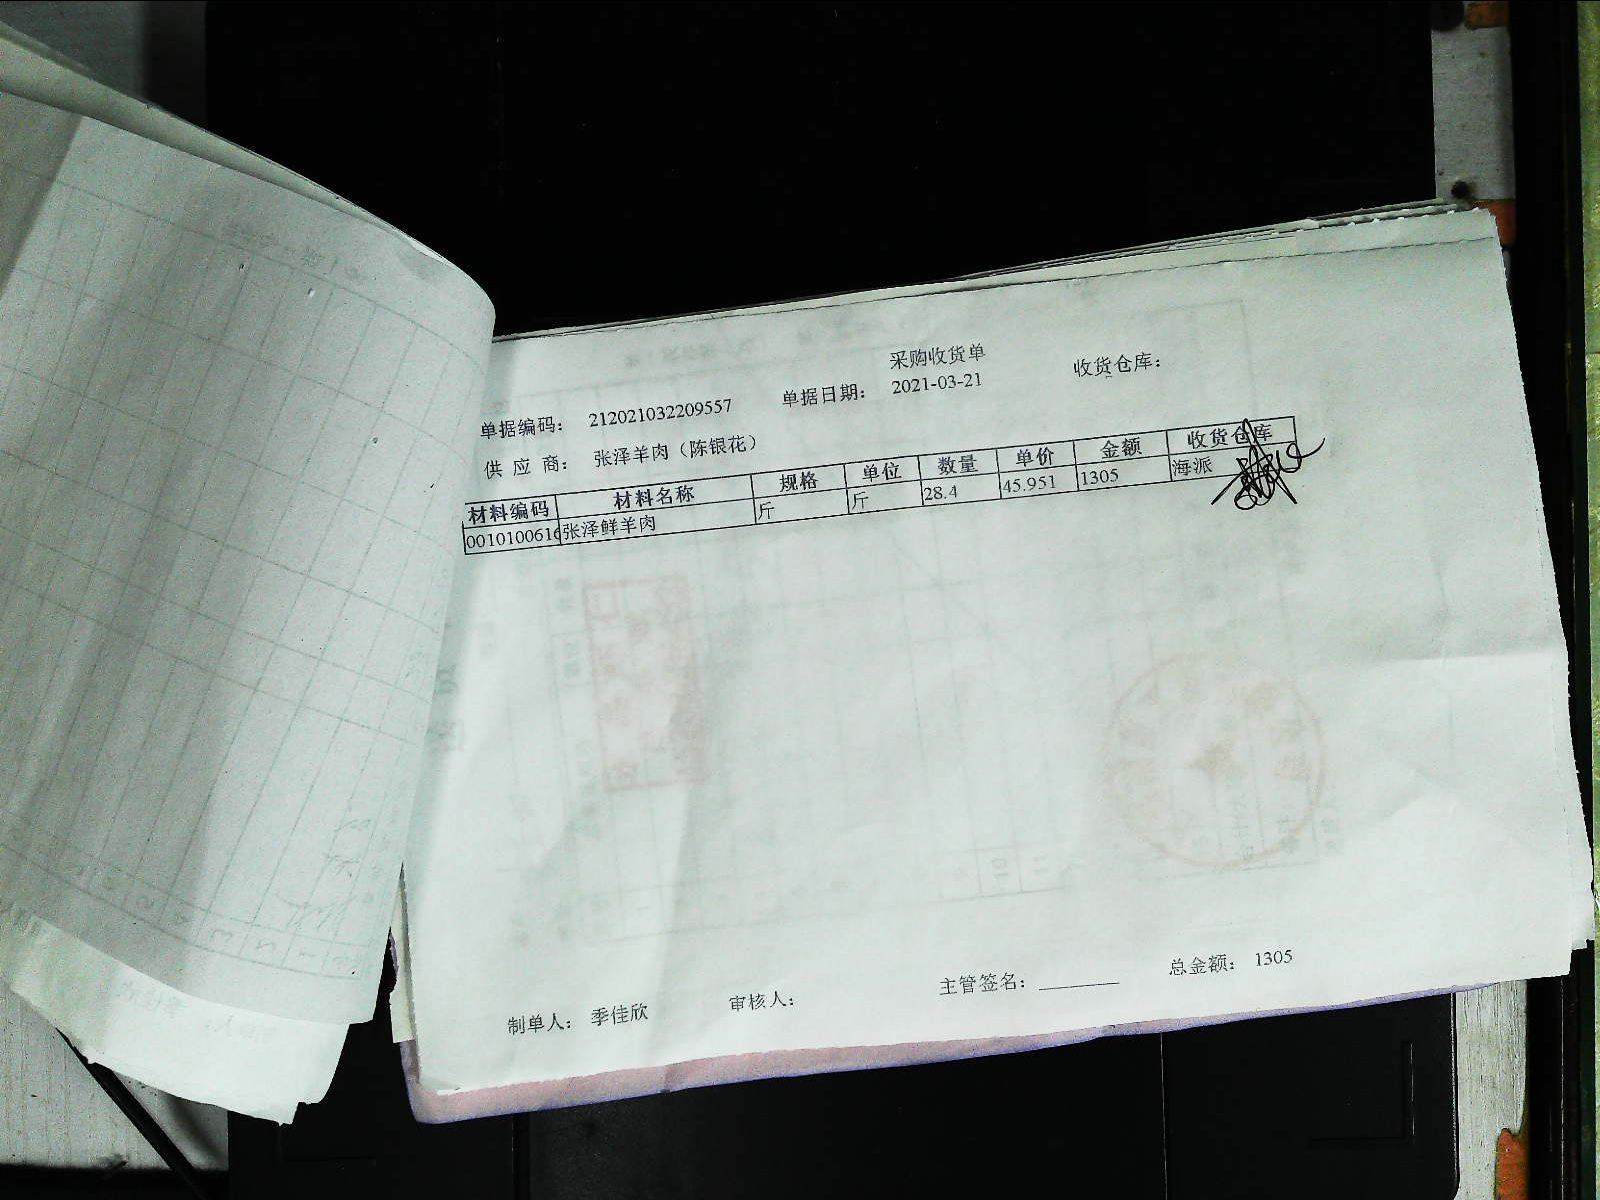 采购收货单
单据编码： 212021032209557 单据日期： 2021-03-21 收货仓库：
供 应 商： 张泽羊肉（陈银花）
材料编码 材料名称 规格 单位 数量 单价 金额 收货仓库
0010100616 张泽鲜羊肉 斤 斤 28.4 45.951 1305 海派
制单人： 季佳欣 审核人： 主管签名： 总金额： 1305